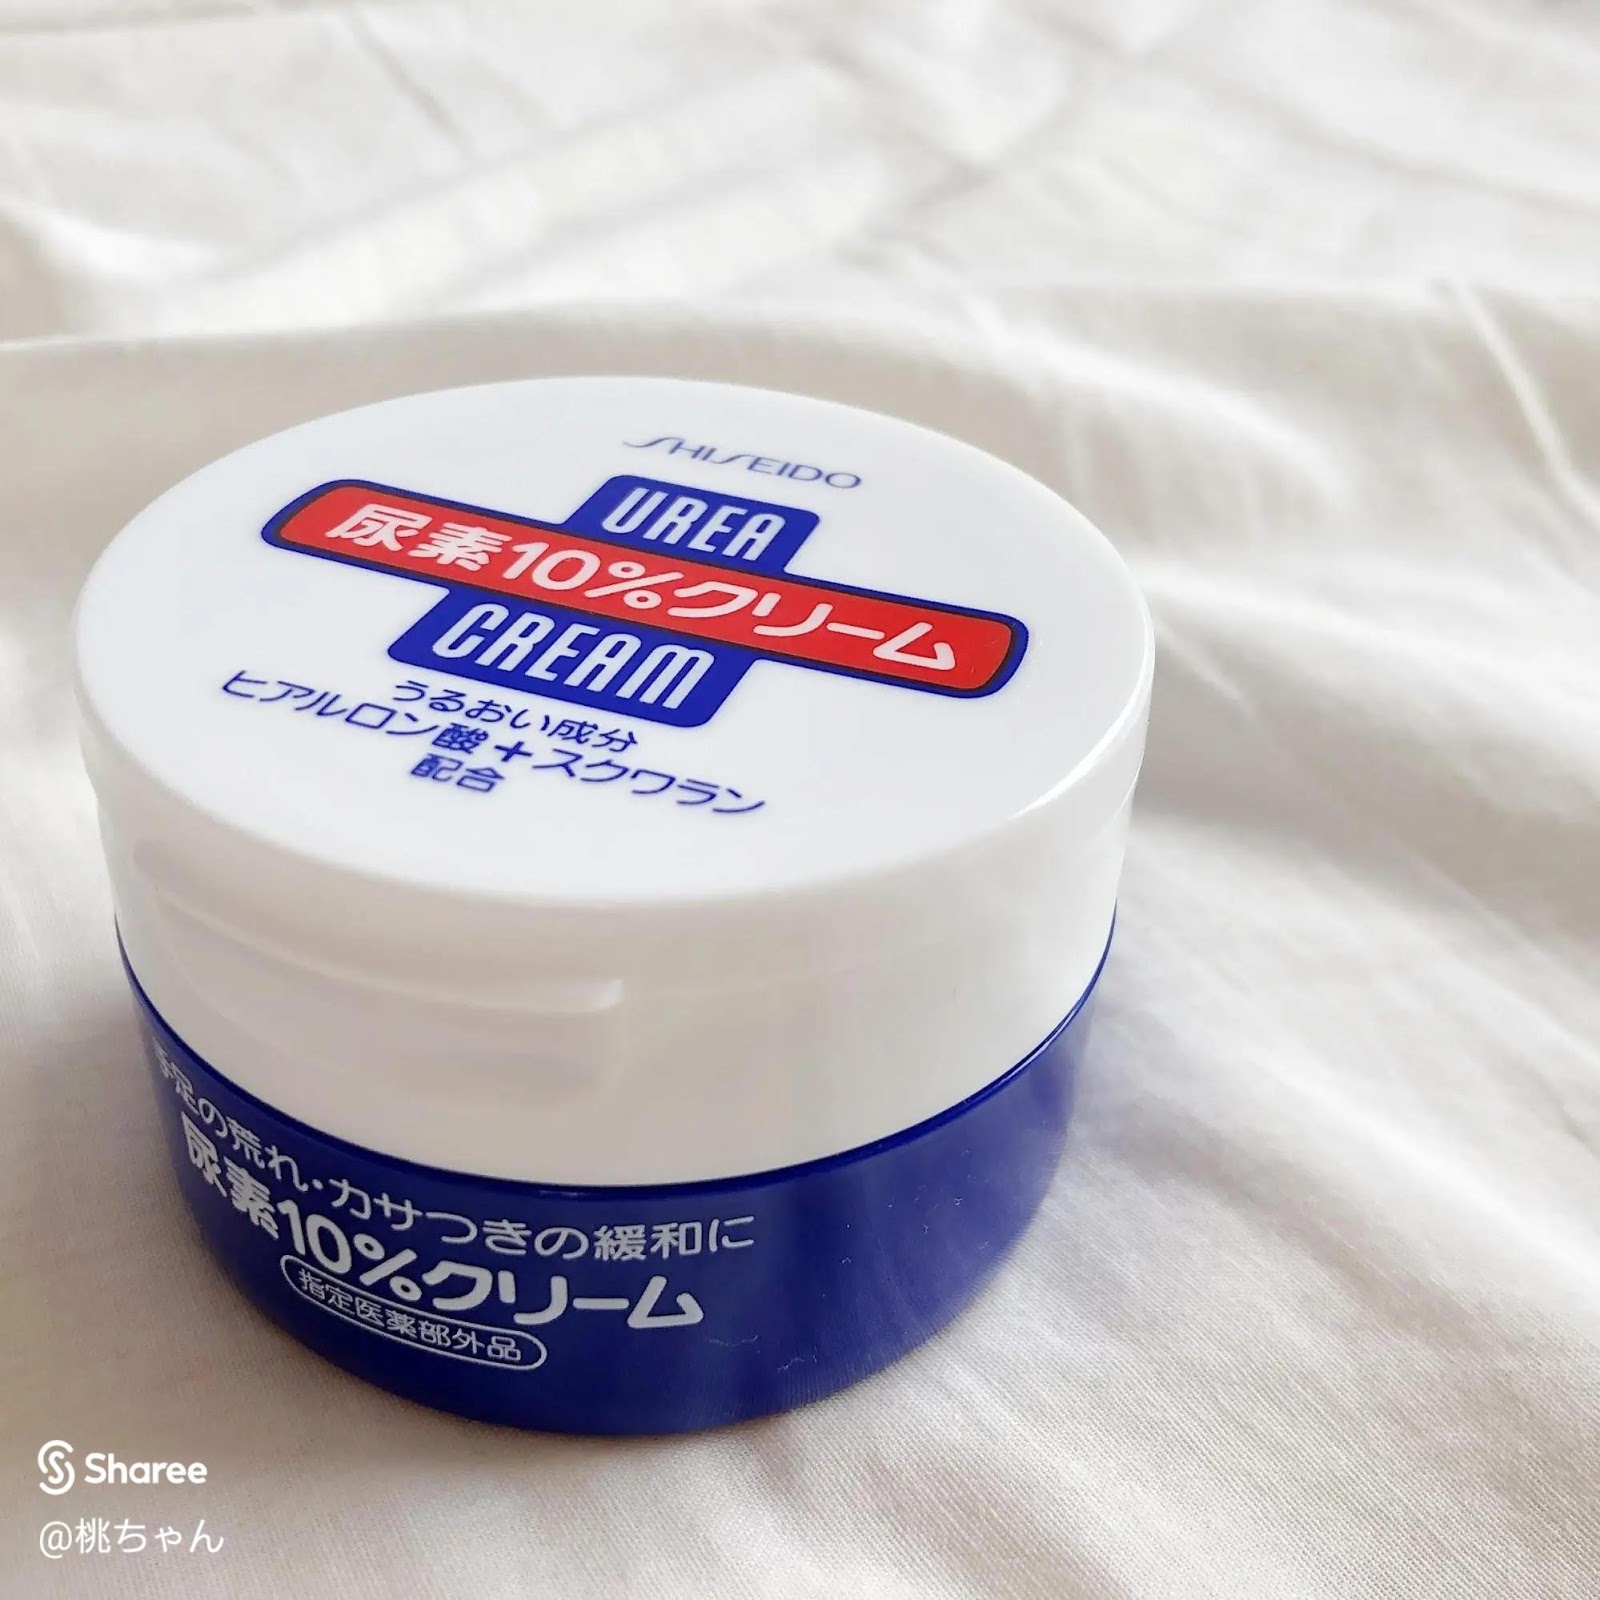 SHISEIDO
UREA
尿素10%クリーム
CREAM
うるおい成分
ヒアルロン酸+スクワラン
配合
手足の荒れ・カサつきの緩和に
尿素10%クリーム
指定医薬部外品
Sharee
@桃ちゃん